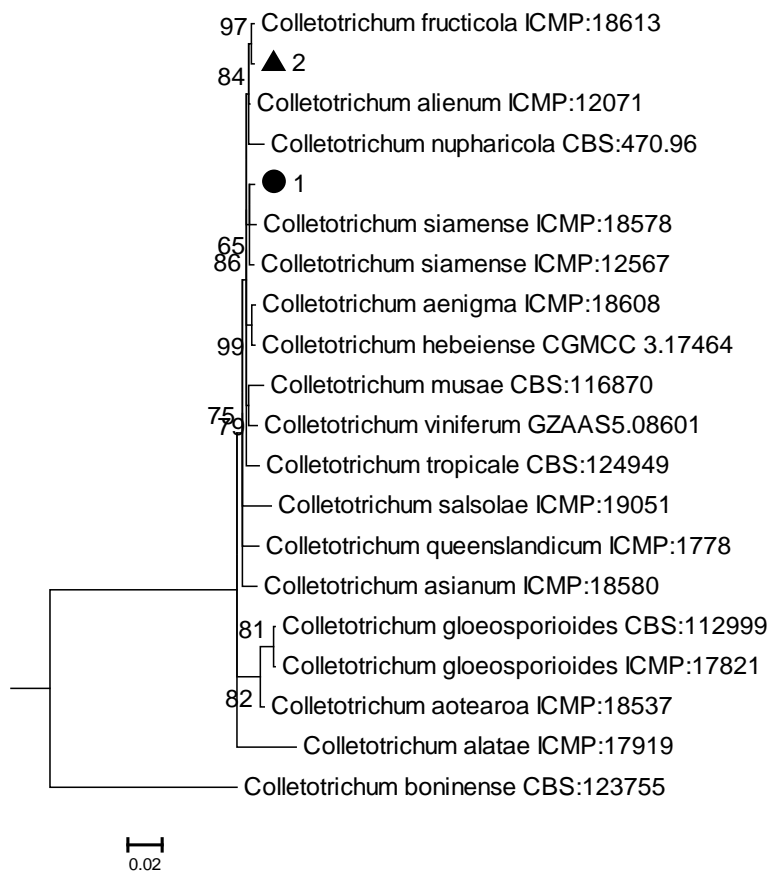 97
Colletotrichum fructicola ICMP:18613
2
84
Colletotrichum alienum ICMP:12071
Colletotrichum nupharicola CBS:470.96
1
Colletotrichum siamense ICMP:18578
65
86
Colletotrichum siamense ICMP:12567
Colletotrichum aenigma ICMP:18608
99
Colletotrichum hebeiense CGMCC 3.17464
Colletotrichum musae CBS:116870
75
79
Colletotrichum viniferum GZAAS5.08601
Colletotrichum tropicale CBS:124949
Colletotrichum salsolae ICMP:19051
Colletotrichum queenslandicum ICMP:1778
Colletotrichum asianum ICMP:18580
81
Colletotrichum gloeosporioides CBS:112999
Colletotrichum gloeosporioides ICMP:17821
82
Colletotrichum aotearoa ICMP:18537
Colletotrichum alatae ICMP:17919
Colletotrichum boninense CBS:123755
0.02